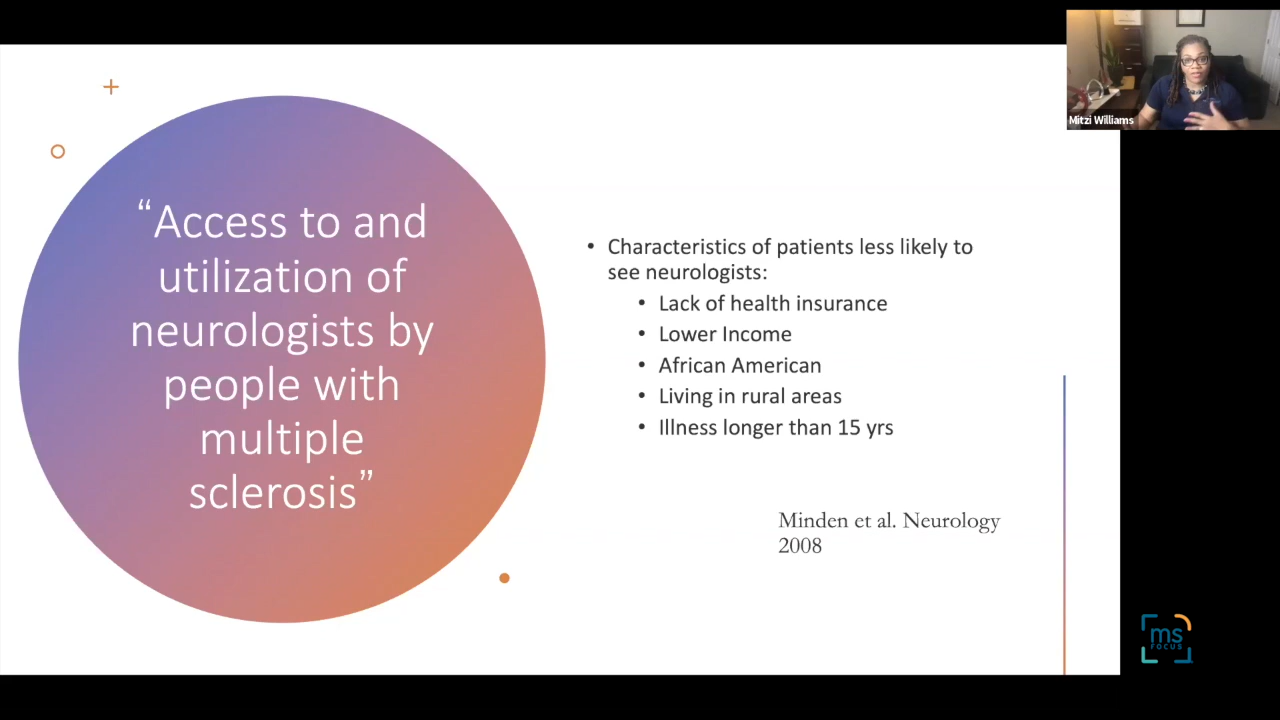 “Access to and
utilization of
neurologists by
people with
multiple
sclerosis”
• Characteristics of patients less likely to
see neurologists:
• Lack of health insurance
• Lower Income
• African American
• Living in rural areas
• Illness longer than 15 yrs
Minden et al. Neurology
2008
Mitzi Williams
ms
FOCUS